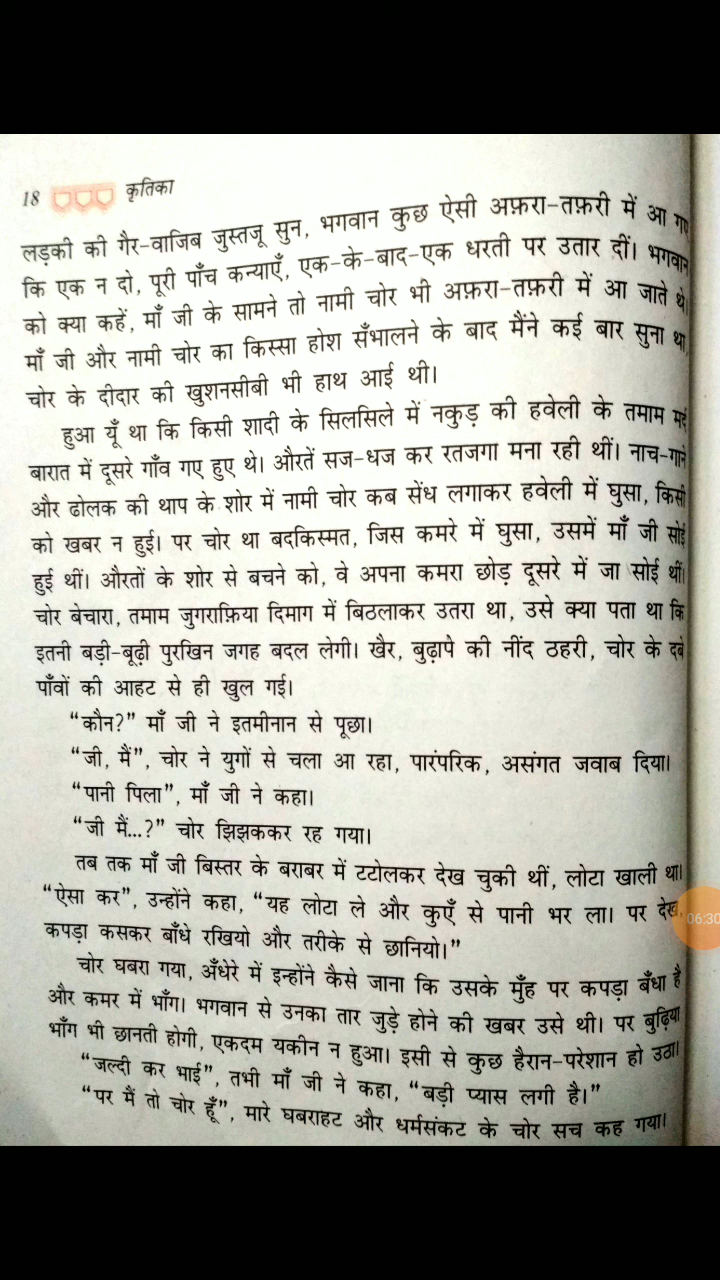 18 कृतिका
लड़की की गैर-वाजिब जुस्तजू सुन, भगवान कुछ ऐसी अफ़रा-तफ़री में आ गए
कि एक न दो, पूरी पाँच कन्याएँ, एक-के-बाद-एक धरती पर उतार दीं। भगवान
को क्या कहें, माँ जी के सामने तो नामी चोर भी अफ़रा-तफ़री में आ जाते थे।
माँ जी और नामी चोर का किस्सा होश सँभालने के बाद मैंने कई बार सुना था,
चोर के दीदार की खुशनसीबी भी हाथ आई थी।
हुआ यूँ था कि किसी शादी के सिलसिले में नकुड़ की हवेली के तमाम मर्द
बारात में दूसरे गाँव गए हुए थे। औरतें सज-धज कर रतजगा मना रही थीं। नाच-गाने
और ढोलक की थाप के शोर में नामी चोर कब सेंध लगाकर हवेली में घुसा, किसी
को खबर न हुई। पर चोर था बदकिस्मत, जिस कमरे में घुसा, उसमें माँ जी सोई
हुई थीं। औरतों के शोर से बचने को, वे अपना कमरा छोड़ दूसरे में जा सोई थीं।
चोर बेचारा, तमाम जुगराफ़िया दिमाग में बिठलाकर उतरा था, उसे क्या पता था कि
इतनी बड़ी-बूढ़ी पुरखिन जगह बदल लेगी। खैर, बुढ़ापे की नींद ठहरी, चोर के दबे
पाँवों की आहट से ही खुल गई।
“कौन?” माँ जी ने इतमीनान से पूछा।
“जी, मैं”, चोर ने युगों से चला आ रहा, पारंपरिक, असंगत जवाब दिया।
“पानी पिला”, माँ जी ने कहा।
“जी मैं...?” चोर झिझककर रह गया।
तब तक माँ जी बिस्तर के बराबर में टटोलकर देख चुकी थीं, लोटा खाली था।
“ऐसा कर”, उन्होंने कहा, “यह लोटा ले और कुएँ से पानी भर ला। पर देख,
कपड़ा कसकर बाँधे रखियो और तरीके से छानियो।”
चोर घबरा गया, अँधेरे में इन्होंने कैसे जाना कि उसके मुँह पर कपड़ा बँधा है
और कमर में भाँग। भगवान से उनका तार जुड़े होने की खबर उसे थी। पर बुढ़िया
भाँग भी छानती होगी, एकदम यकीन न हुआ। इसी से कुछ हैरान-परेशान हो उठा।
“जल्दी कर भाई”, तभी माँ जी ने कहा, “बड़ी प्यास लगी है।”
“पर मैं तो चोर हूँ”, मारे घबराहट और धर्मसंकट के चोर सच कह गया।
06:30